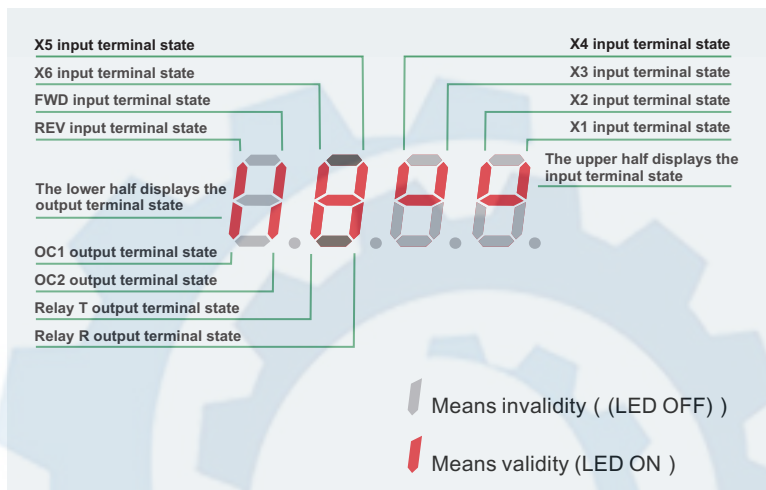 X5 input terminal state
X4 input terminal state
X6 input terminal state
X3 input terminal state
FWD input terminal state
X2 input terminal state
REV input terminal state
X1 input terminal state
The upper half displays the
input terminal state
The lower half displays the
output terminal state
OC1 output terminal state
OC2 output terminal state
Relay T output terminal state
Relay R output terminal state
Means invalidity ( (LED OFF) )
Means validity (LED ON )